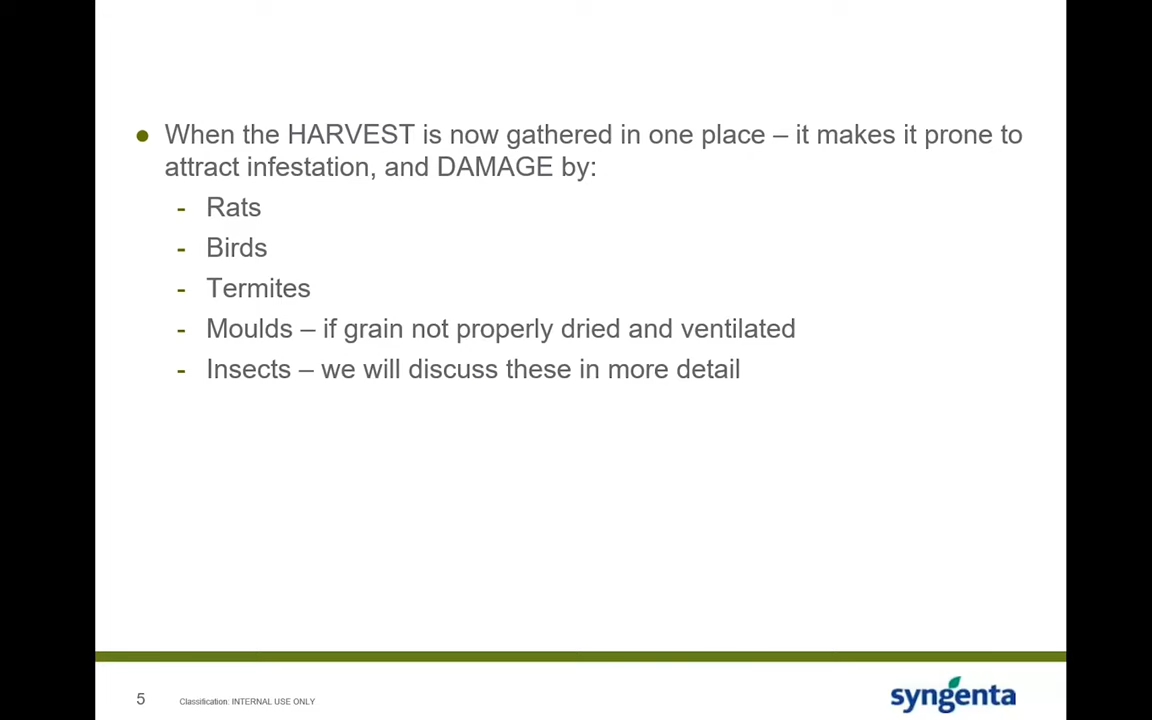 ● When the HARVEST is now gathered in one place – it makes it prone to
attract infestation, and DAMAGE by:
- Rats
- Birds
- Termites
- Moulds – if grain not properly dried and ventilated
- Insects – we will discuss these in more detail
5 Classification: INTERNAL USE ONLY
syngenta